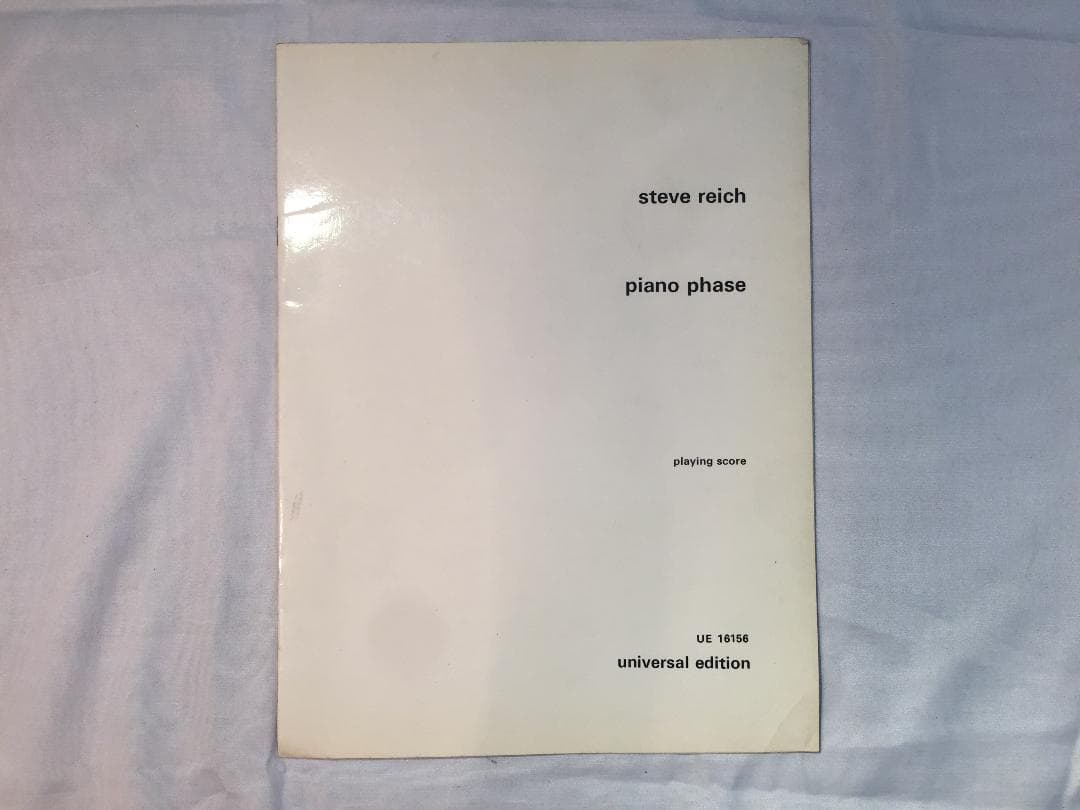 steve reich
piano phase
playing score
UE 16156
universal edition